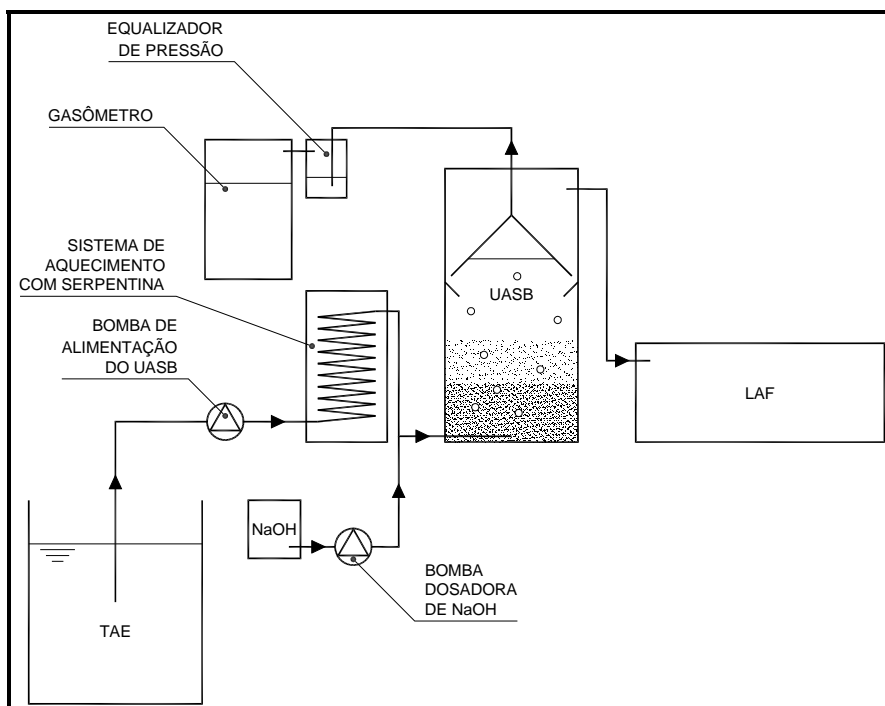 EQUALIZADOR
DE PRESSÃO
GASÔMETRO
SISTEMA DE
AQUECIMENTO
COM SERPENTINA
BOMBA DE
ALIMENTAÇÃO
DO UASB
UASB
LAF
NaOH
BOMBA
DOSADORA
DE NaOH
TAE